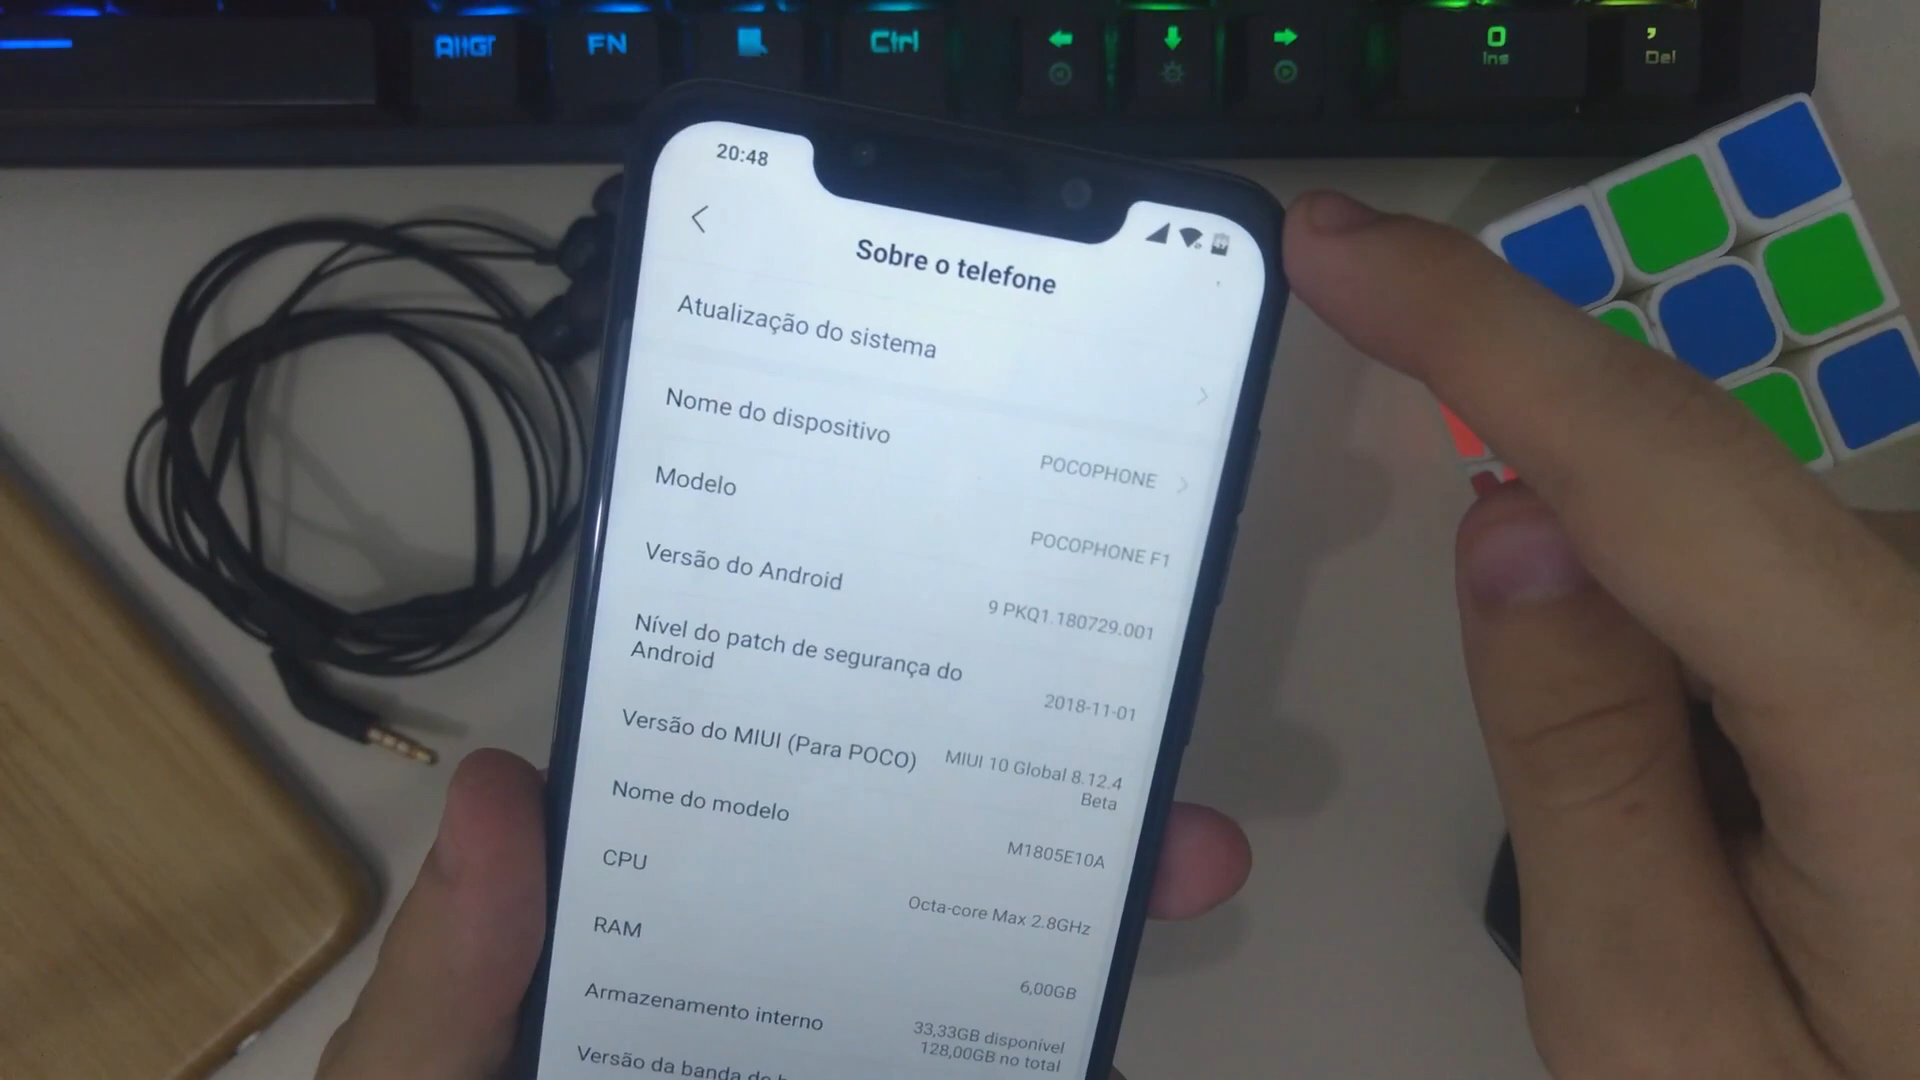 AltGr
FN
Ctrl
0
Ins
,
Del
20:48
Sobre o telefone
Atualização do sistema
Nome do dispositivo
POCOPHONE
Modelo
POCOPHONE F1
Versão do Android
9 PKQ1.180729.001
Nível do patch de segurança do
Android
2018-11-01
Versão do MIUI (Para POCO)
MIUI 10 Global 8.12.4
Beta
Nome do modelo
M1805E10A
CPU
Octa-core Max 2.8GHz
RAM
6,00GB
Armazenamento interno
33,33GB disponível
128,00GB no total
Versão da banda de